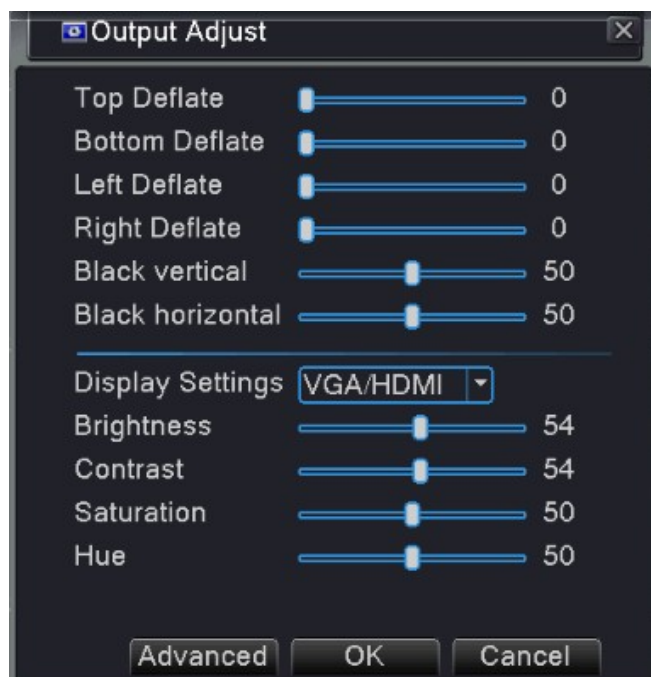 Output Adjust
Top Deflate 0
Bottom Deflate 0
Left Deflate 0
Right Deflate 0
Black vertical 50
Black horizontal 50
Display Settings VGA/HDMI
Brightness 54
Contrast 54
Saturation 50
Hue 50
Advanced OK Cancel